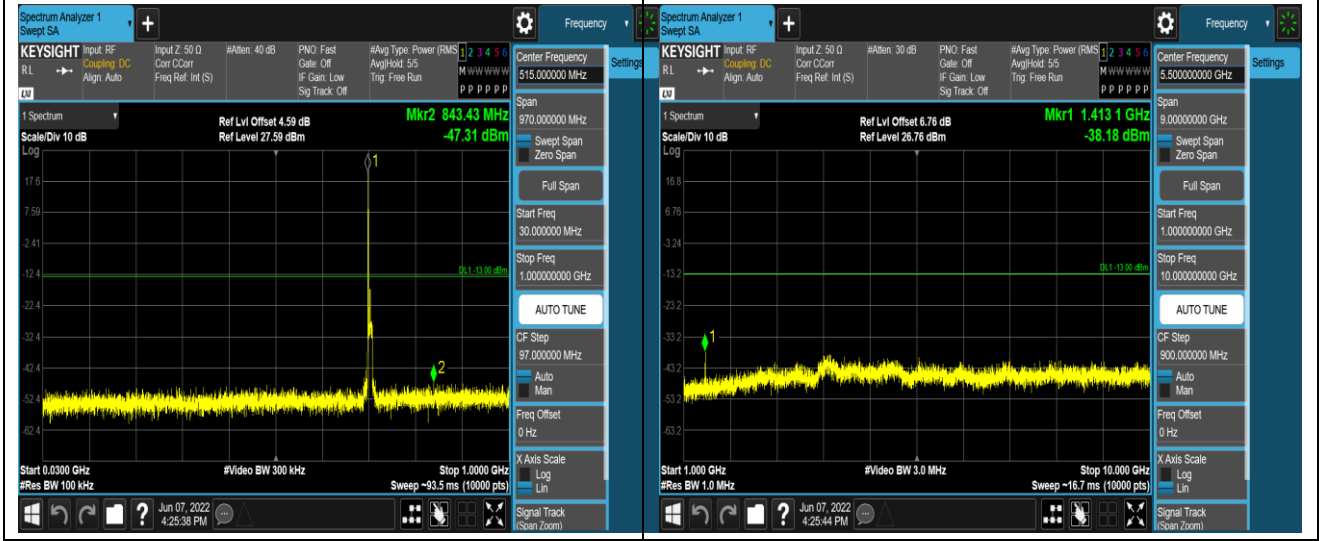 Spectrum Analyzer 1
Swept SA
Frequency
KEYSIGHT
Input: RF
Input Z: 50 Ω
#Atten: 40 dB
PNO: Fast
#Avg Type: Power (RMS
1 2 3 4 5 6
RL
Coupling: DC
Corr CCorr
Gate: Off
Avg|Hold: 5/5
M W W W W W
Align: Auto
Freq Ref: Int (S)
IF Gain: Low
Trig: Free Run
Sig Track: Off
P P P P P P
LXI
1 Spectrum
Ref Lvl Offset 4.59 dB
Mkr2 843.43 MHz
Scale/Div 10 dB
Ref Level 27.59 dBm
-47.31 dBm
Log
1
17.6
7.59
-2.41
-12.4
DL1 -13.00 dBm
-22.4
-32.4
-42.4
2
-52.4
-62.4
Start 0.0300 GHz
#Video BW 300 kHz
Stop 1.0000 GHz
#Res BW 100 kHz
Sweep ~93.5 ms (10000 pts)
Jun 07, 2022
4:25:38 PM
Center Frequency
515.000000 MHz
Settings
Span
970.000000 MHz
Swept Span
Zero Span
Full Span
Start Freq
30.000000 MHz
Stop Freq
1.000000000 GHz
AUTO TUNE
CF Step
97.000000 MHz
Auto
Man
Freq Offset
0 Hz
X Axis Scale
Log
Lin
Signal Track
(Span Zoom)
Spectrum Analyzer 1
Swept SA
Frequency
KEYSIGHT
Input: RF
Input Z: 50 Ω
#Atten: 30 dB
PNO: Fast
#Avg Type: Power (RMS
1 2 3 4 5 6
RL
Coupling: DC
Corr CCorr
Gate: Off
Avg|Hold: 5/5
M W W W W W
Align: Auto
Freq Ref: Int (S)
IF Gain: Low
Trig: Free Run
Sig Track: Off
P P P P P P
LXI
1 Spectrum
Ref Lvl Offset 6.76 dB
Mkr1 1.413 1 GHz
Scale/Div 10 dB
Ref Level 26.76 dBm
-38.18 dBm
Log
16.8
6.76
-3.24
-13.2
DL1 -13.00 dBm
-23.2
-33.2
1
-43.2
-53.2
-63.2
Start 1.000 GHz
#Video BW 3.0 MHz
Stop 10.000 GHz
#Res BW 1.0 MHz
Sweep ~16.7 ms (10000 pts)
Jun 07, 2022
4:25:44 PM
Center Frequency
5.500000000 GHz
Settings
Span
9.00000000 GHz
Swept Span
Zero Span
Full Span
Start Freq
1.000000000 GHz
Stop Freq
10.000000000 GHz
AUTO TUNE
CF Step
900.000000 MHz
Auto
Man
Freq Offset
0 Hz
X Axis Scale
Log
Lin
Signal Track
(Span Zoom)